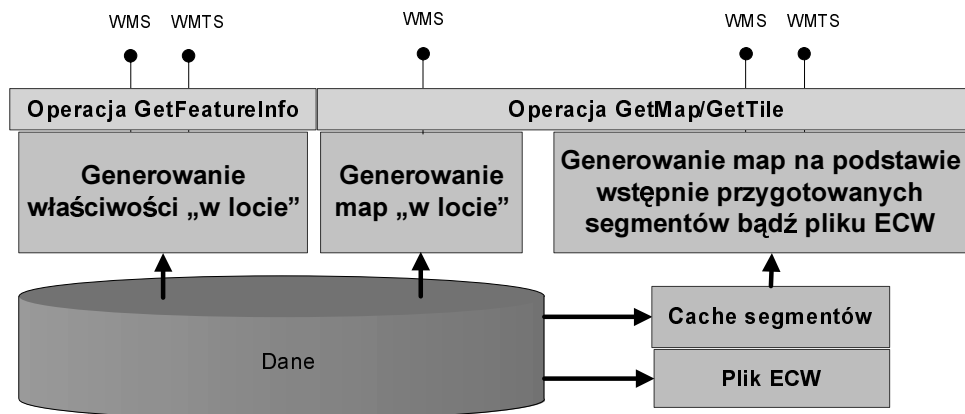 WMS WMTS WMS WMS WMTS
Operacja GetFeatureInfo Operacja GetMap/GetTile
Generowanie
właściwości „w locie”
Generowanie
map „w locie”
Generowanie map na podstawie
wstępnie przygotowanych
segmentów bądź pliku ECW
Dane
Cache segmentów
Plik ECW